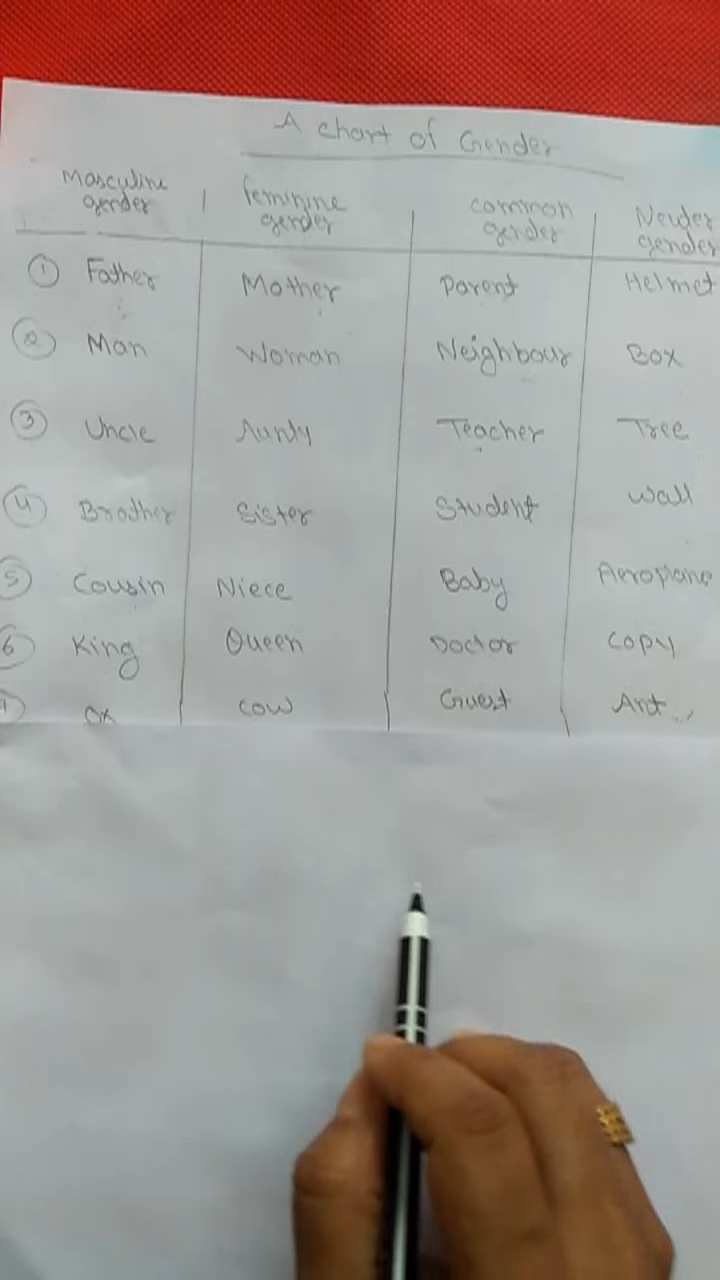 A chart of Gender
Masculine gender | feminine gender | common gender | Neuter gender
① Father Mother Parent Helmet
② Man Woman Neighbour Box
③ Uncle Aunty Teacher Tree
④ Brother Sister Student Wall
⑤ Cousin Niece Baby Aeroplane
⑥ King Queen Doctor Copy
⑦ Ox Cow Guest Ant